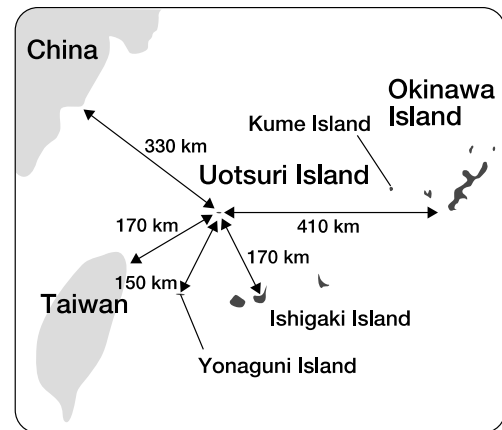 China
Okinawa
Island
Kume Island
330 km
Uotsuri Island
170 km
410 km
170 km
150 km
Taiwan
Ishigaki Island
Yonaguni Island